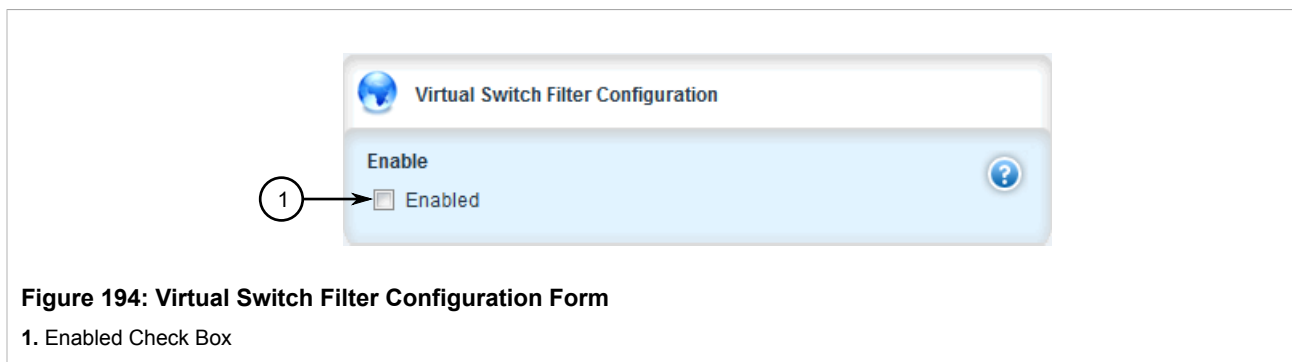 Virtual Switch Filter Configuration
Enable
?
1
Enabled
Figure 194: Virtual Switch Filter Configuration Form
1. Enabled Check Box